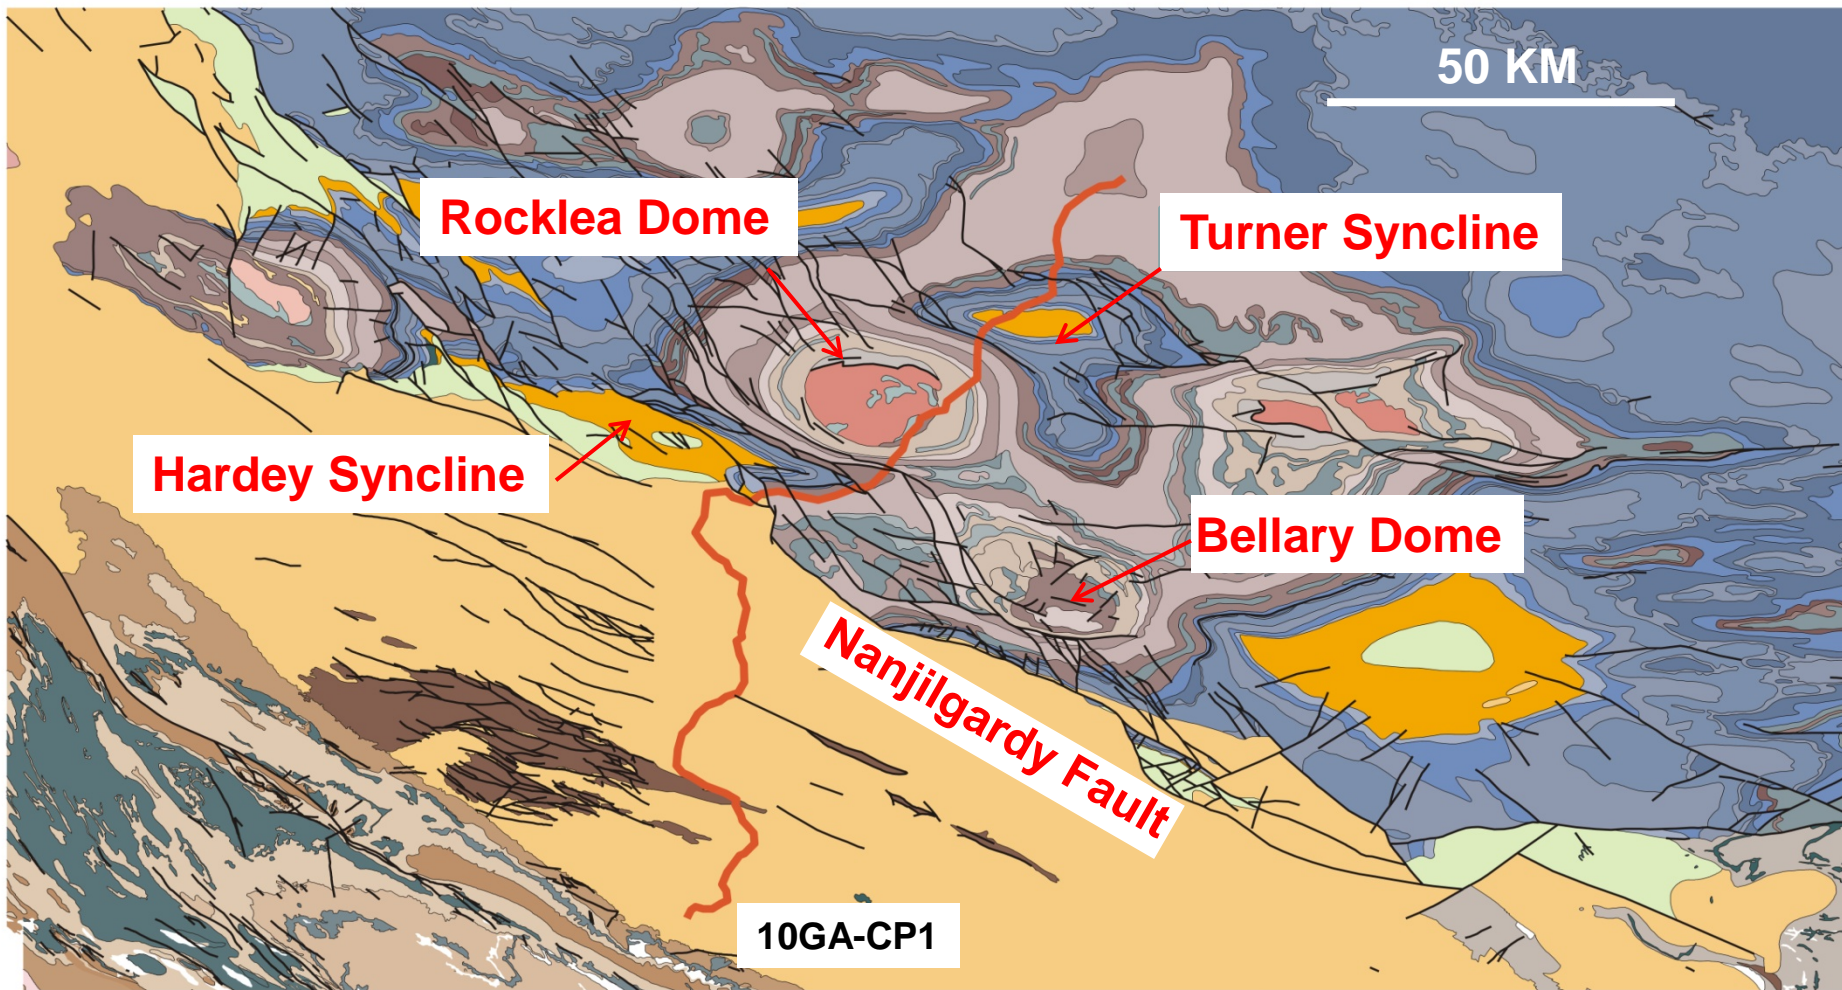 50 KM
Rocklea Dome
Turner Syncline
Hardey Syncline
Bellary Dome
Nanjilgardy Fault
10GA-CP1